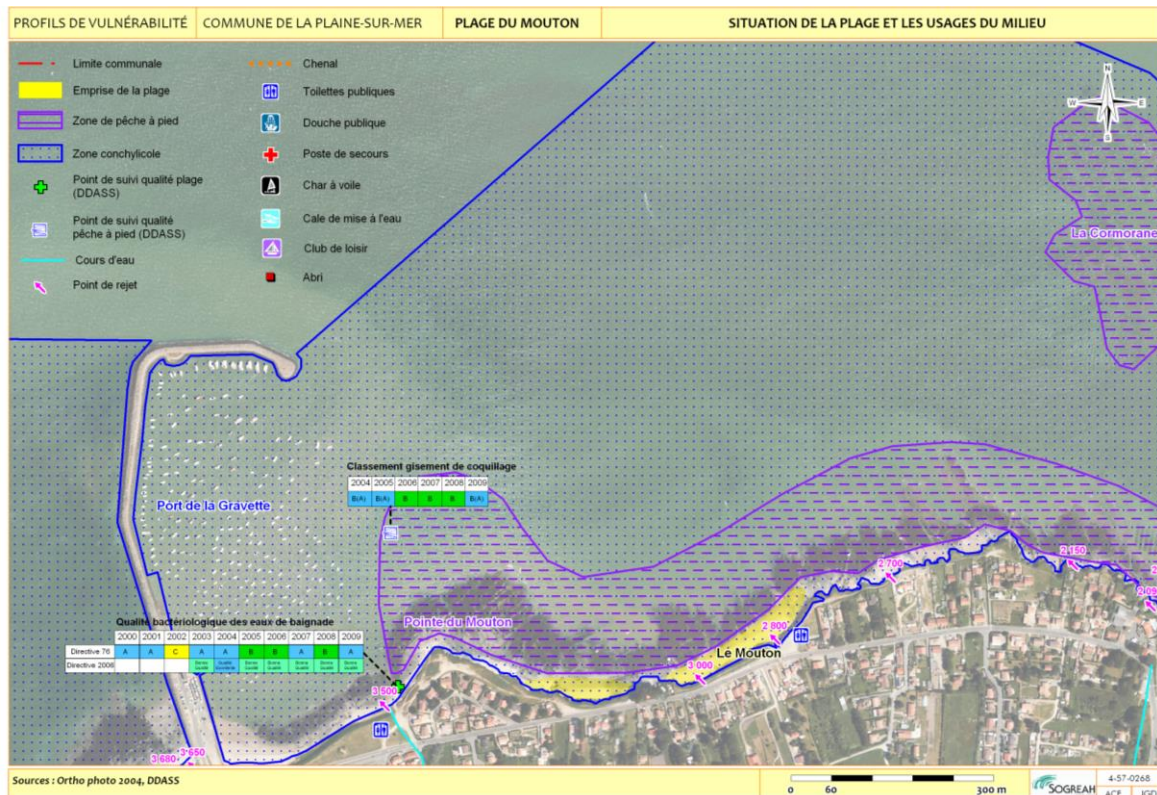 PROFILS DE VULNÉRABILITÉ
COMMUNE DE LA PLAINE-SUR-MER
PLAGE DU MOUTON
SITUATION DE LA PLAGE ET LES USAGES DU MILIEU
Limite communale
Emprise de la plage
Zone de pêche à pied
Zone conchylicole
Point de suivi qualité plage
(DDASS)
Point de suivi qualité
pêche à pied (DDASS)
Cours d'eau
Point de rejet
Chenal
Toilettes publiques
Douche publique
Poste de secours
Char à voile
Cale de mise à l'eau
Club de loisir
Abri
N
W E
S
La Cormorane
Classement gisement de coquillage
2004 2005 2006 2007 2008 2009
B(A) B(A) B B B B(A)
Port de la Gravette
Pointe du Mouton
Qualité bactériologique des eaux de baignade
2000 2001 2002 2003 2004 2005 2006 2007 2008 2009
Directive 76 A A C A A B B A B A
Directive 2006
2 700
2 150
2 800
Le Mouton
3 000
3 500
3 650
3 680
Sources : Ortho photo 2004, DDASS
0 60 300 m
SOGREAH
4-57-0268
ACE JGD